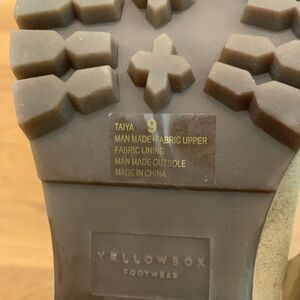 TAIYA 9
MAN MADE+FABRIC UPPER
FABRIC LINING
MAN MADE OUTSOLE
MADE IN CHINA
YELLOWBOX
FOOTWEAR